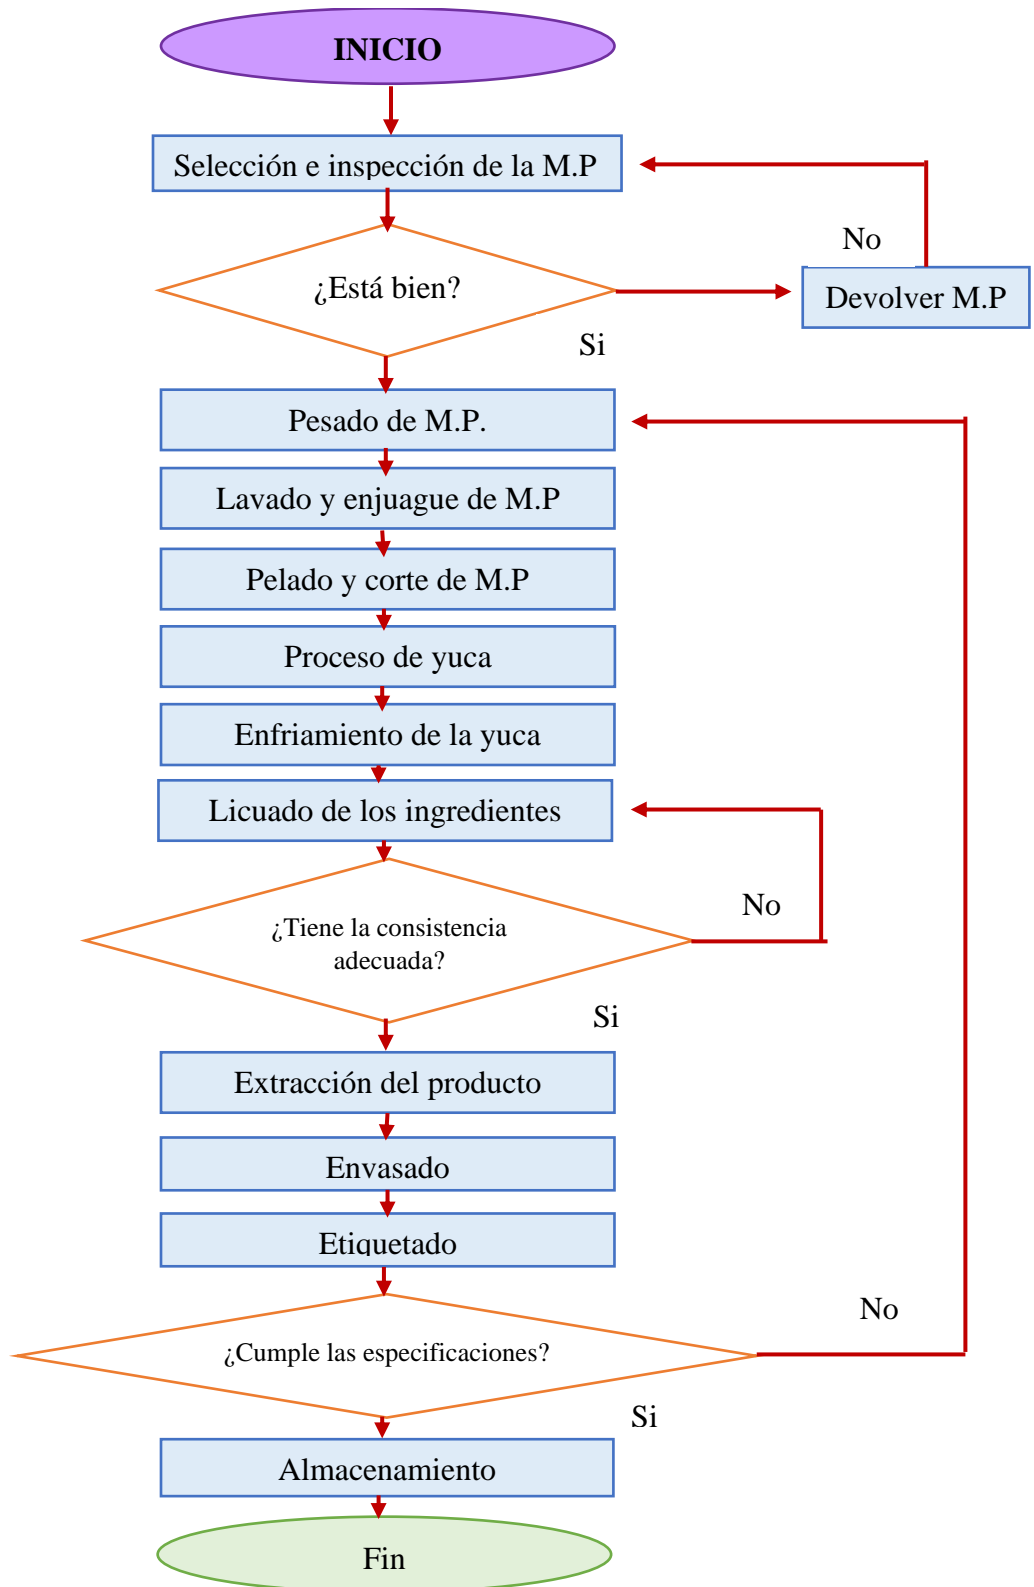 INICIO
Selección e inspección de la M.P
No
¿Está bien?
Devolver M.P
Si
Pesado de M.P.
Lavado y enjuague de M.P
Pelado y corte de M.P
Proceso de yuca
Enfriamiento de la yuca
Licuado de los ingredientes
No
¿Tiene la consistencia
adecuada?
Si
Extracción del producto
Envasado
Etiquetado
No
¿Cumple las especificaciones?
Si
Almacenamiento
Fin